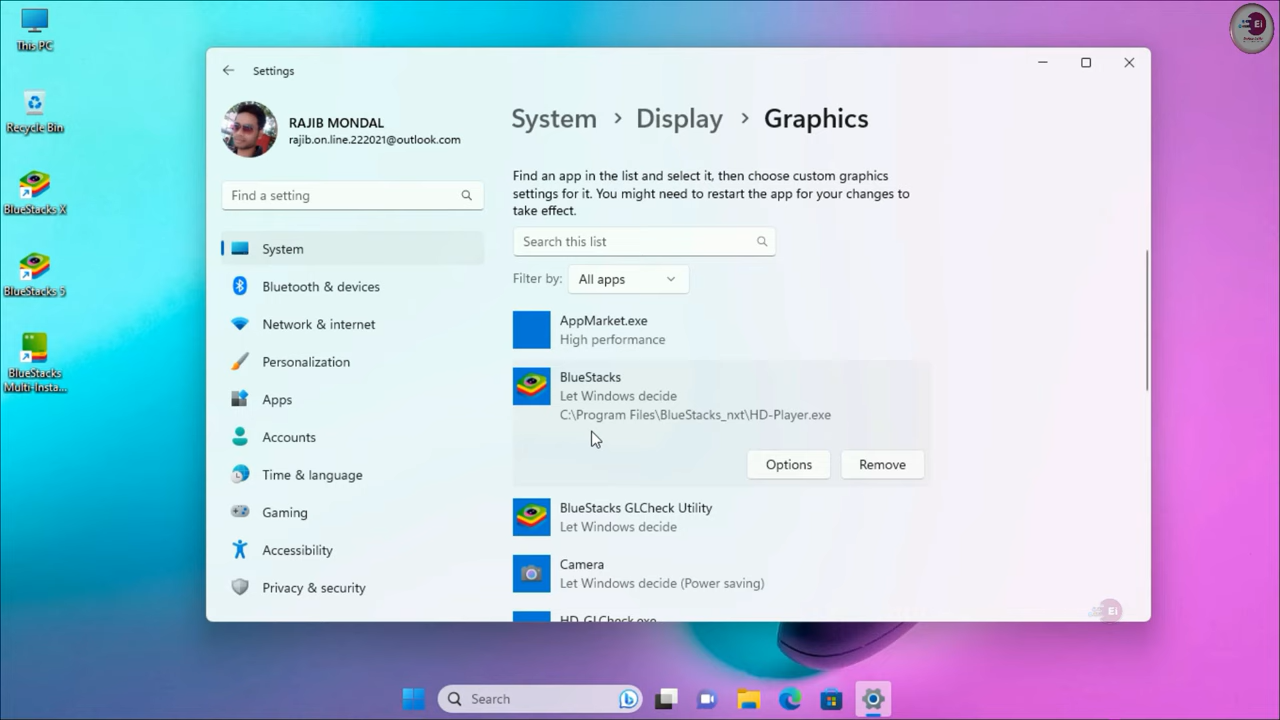 This PC
Recycle Bin
BlueStacks X
BlueStacks 5
BlueStacks
Multi-Insta...
Settings
RAJIB MONDAL
rajib.on.line.222021@outlook.com
Find a setting
System
Bluetooth & devices
Network & internet
Personalization
Apps
Accounts
Time & language
Gaming
Accessibility
Privacy & security
System > Display > Graphics
Find an app in the list and select it, then choose custom graphics
settings for it. You might need to restart the app for your changes to
take effect.
Search this list
Filter by: All apps
AppMarket.exe
High performance
BlueStacks
Let Windows decide
C:\Program Files\BlueStacks_nxt\HD-Player.exe
Options Remove
BlueStacks GLCheck Utility
Let Windows decide
Camera
Let Windows decide (Power saving)
HD-GLCheck.exe
Ei
Ei
Search